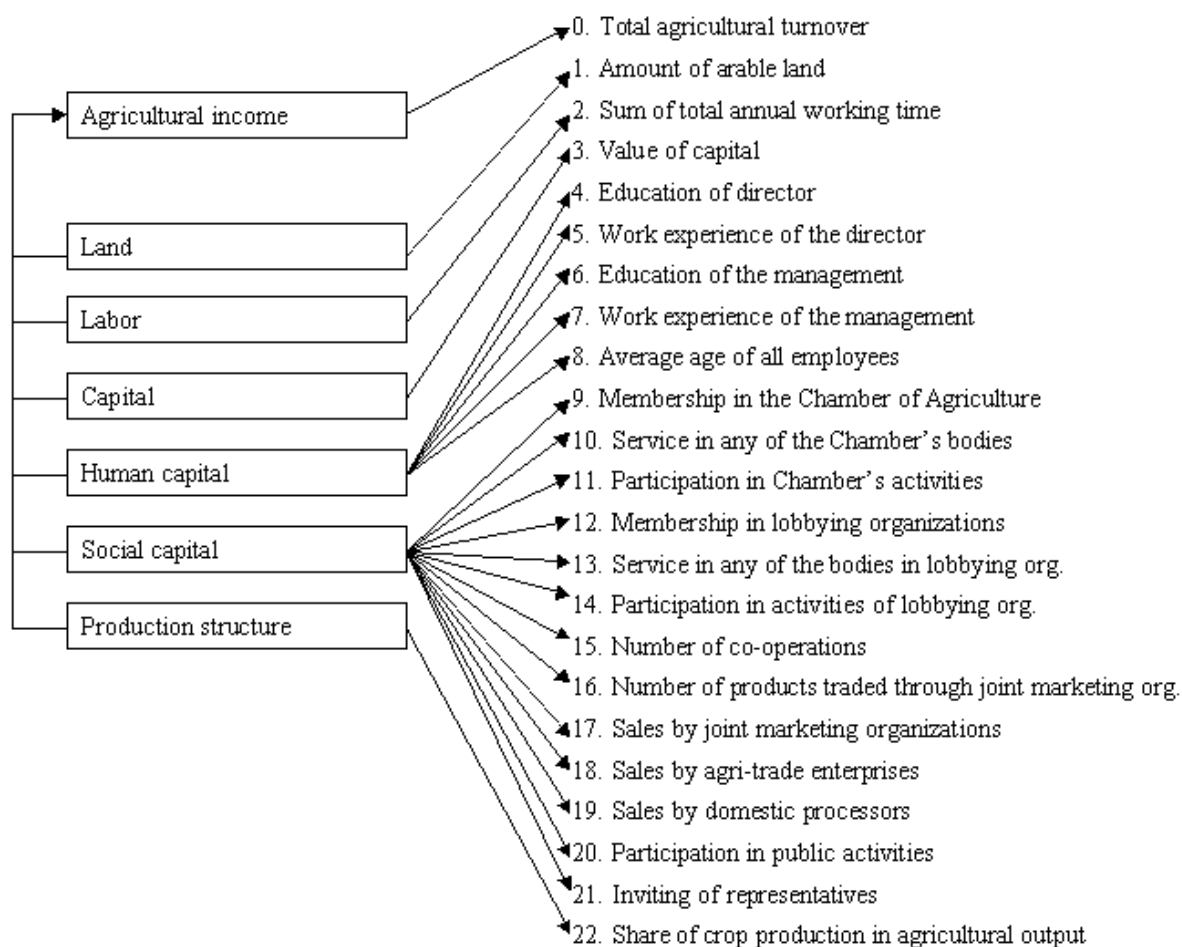 0. Total agricultural turnover
1. Amount of arable land
Agricultural income
2. Sum of total annual working time
3. Value of capital
4. Education of director
5. Work experience of the director
Land
6. Education of the management
Labor
7. Work experience of the management
8. Average age of all employees
Capital
9. Membership in the Chamber of Agriculture
10. Service in any of the Chamber's bodies
Human capital
11. Participation in Chamber's activities
12. Membership in lobbying organizations
Social capital
13. Service in any of the bodies in lobbying org.
14. Participation in activities of lobbying org.
Production structure
15. Number of co-operations
16. Number of products traded through joint marketing org.
17. Sales by joint marketing organizations
18. Sales by agri-trade enterprises
19. Sales by domestic processors
20. Participation in public activities
21. Inviting of representatives
22. Share of crop production in agricultural output